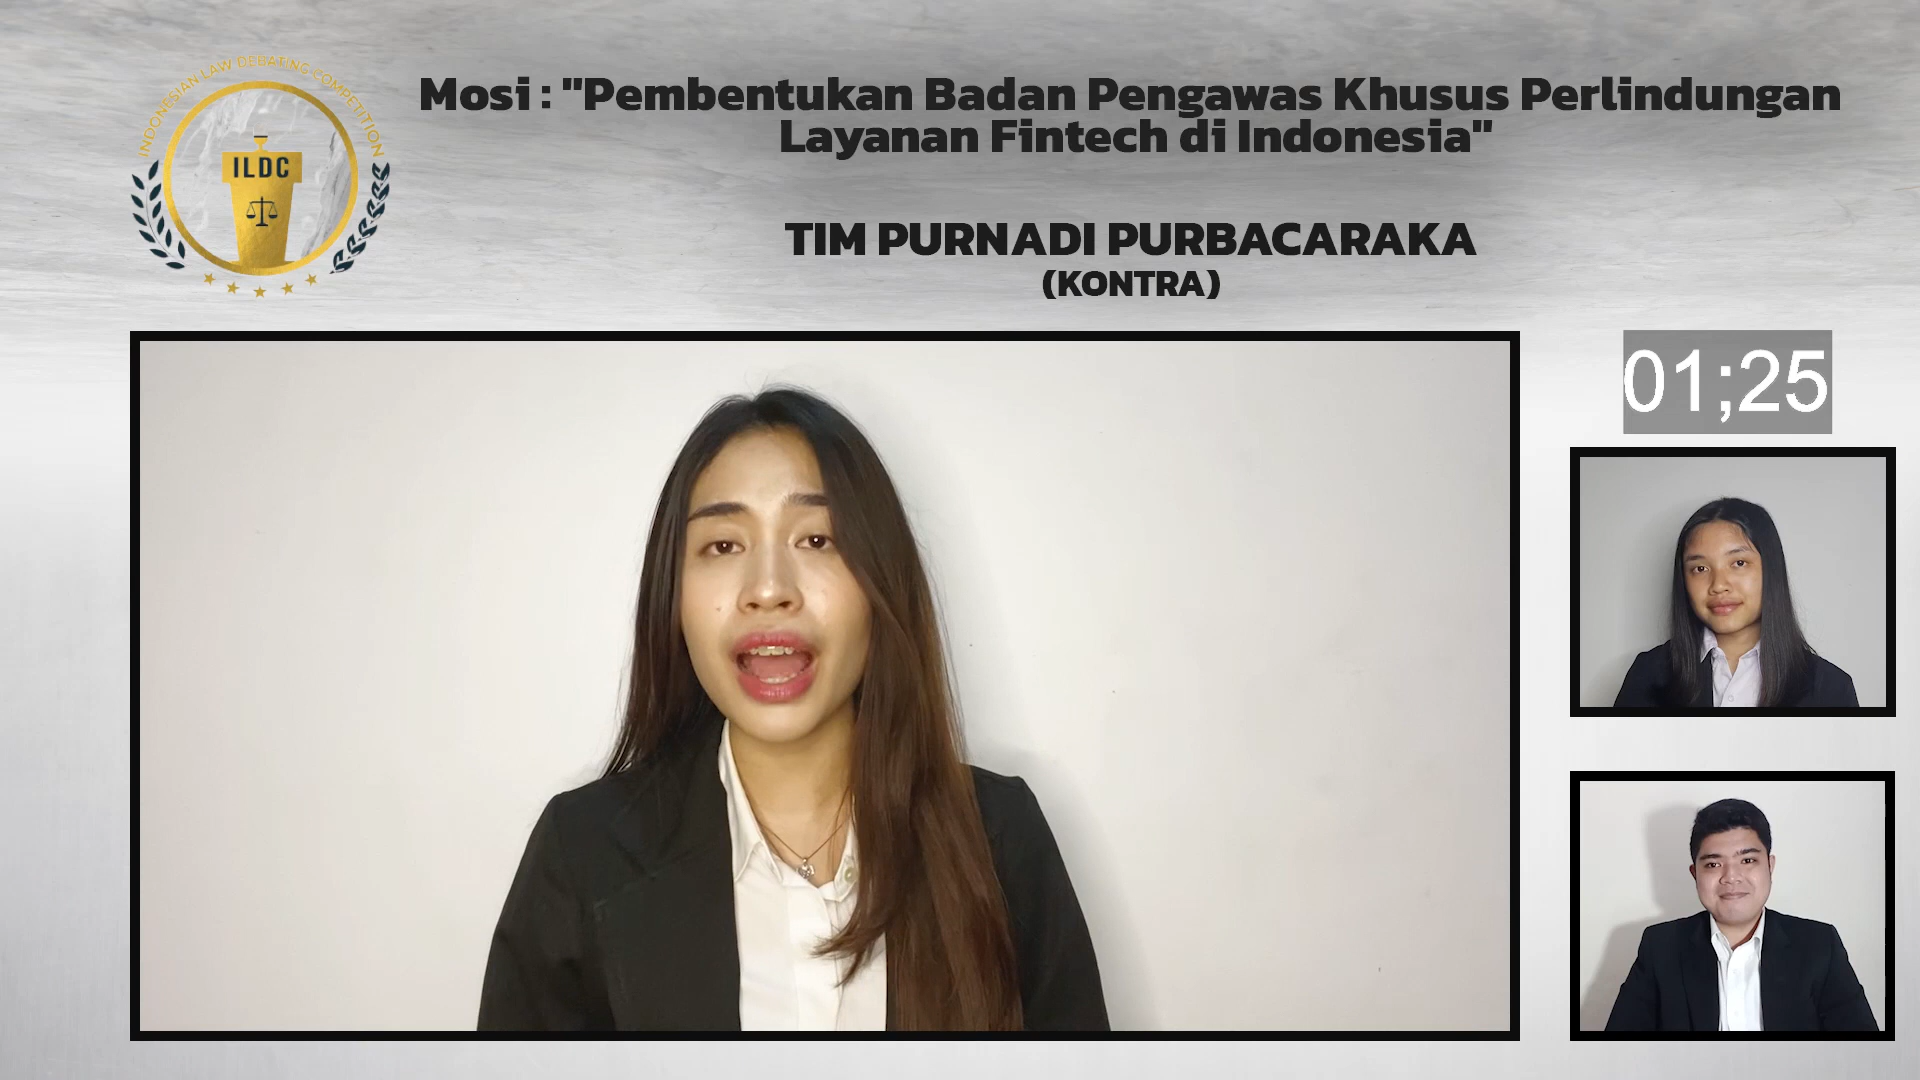 INDONESIAN LAW DEBATING COMPETITION
ILDC
Mosi : "Pembentukan Badan Pengawas Khusus Perlindungan
Layanan Fintech di Indonesia"
TIM PURNADI PURBACARAKA
(KONTRA)
01;25